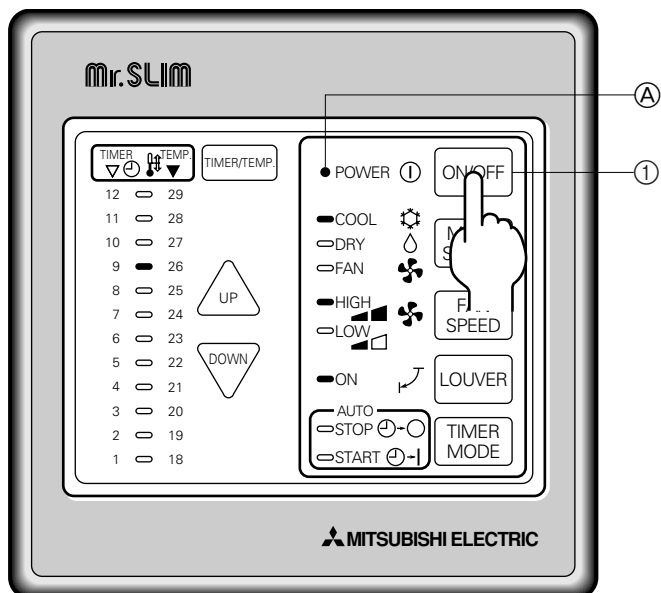 Mr.SLIM
TIMER TEMP.
TIMER/TEMP.
12 29
11 28
10 27
9 26
8 25
7 24
6 23
5 22
4 21
3 20
2 19
1 18
UP
DOWN
POWER
ON/OFF
COOL
DRY
FAN
HIGH
LOW
SPEED
ON
LOUVER
AUTO
STOP
START
TIMER
MODE
MITSUBISHI ELECTRIC
A
1